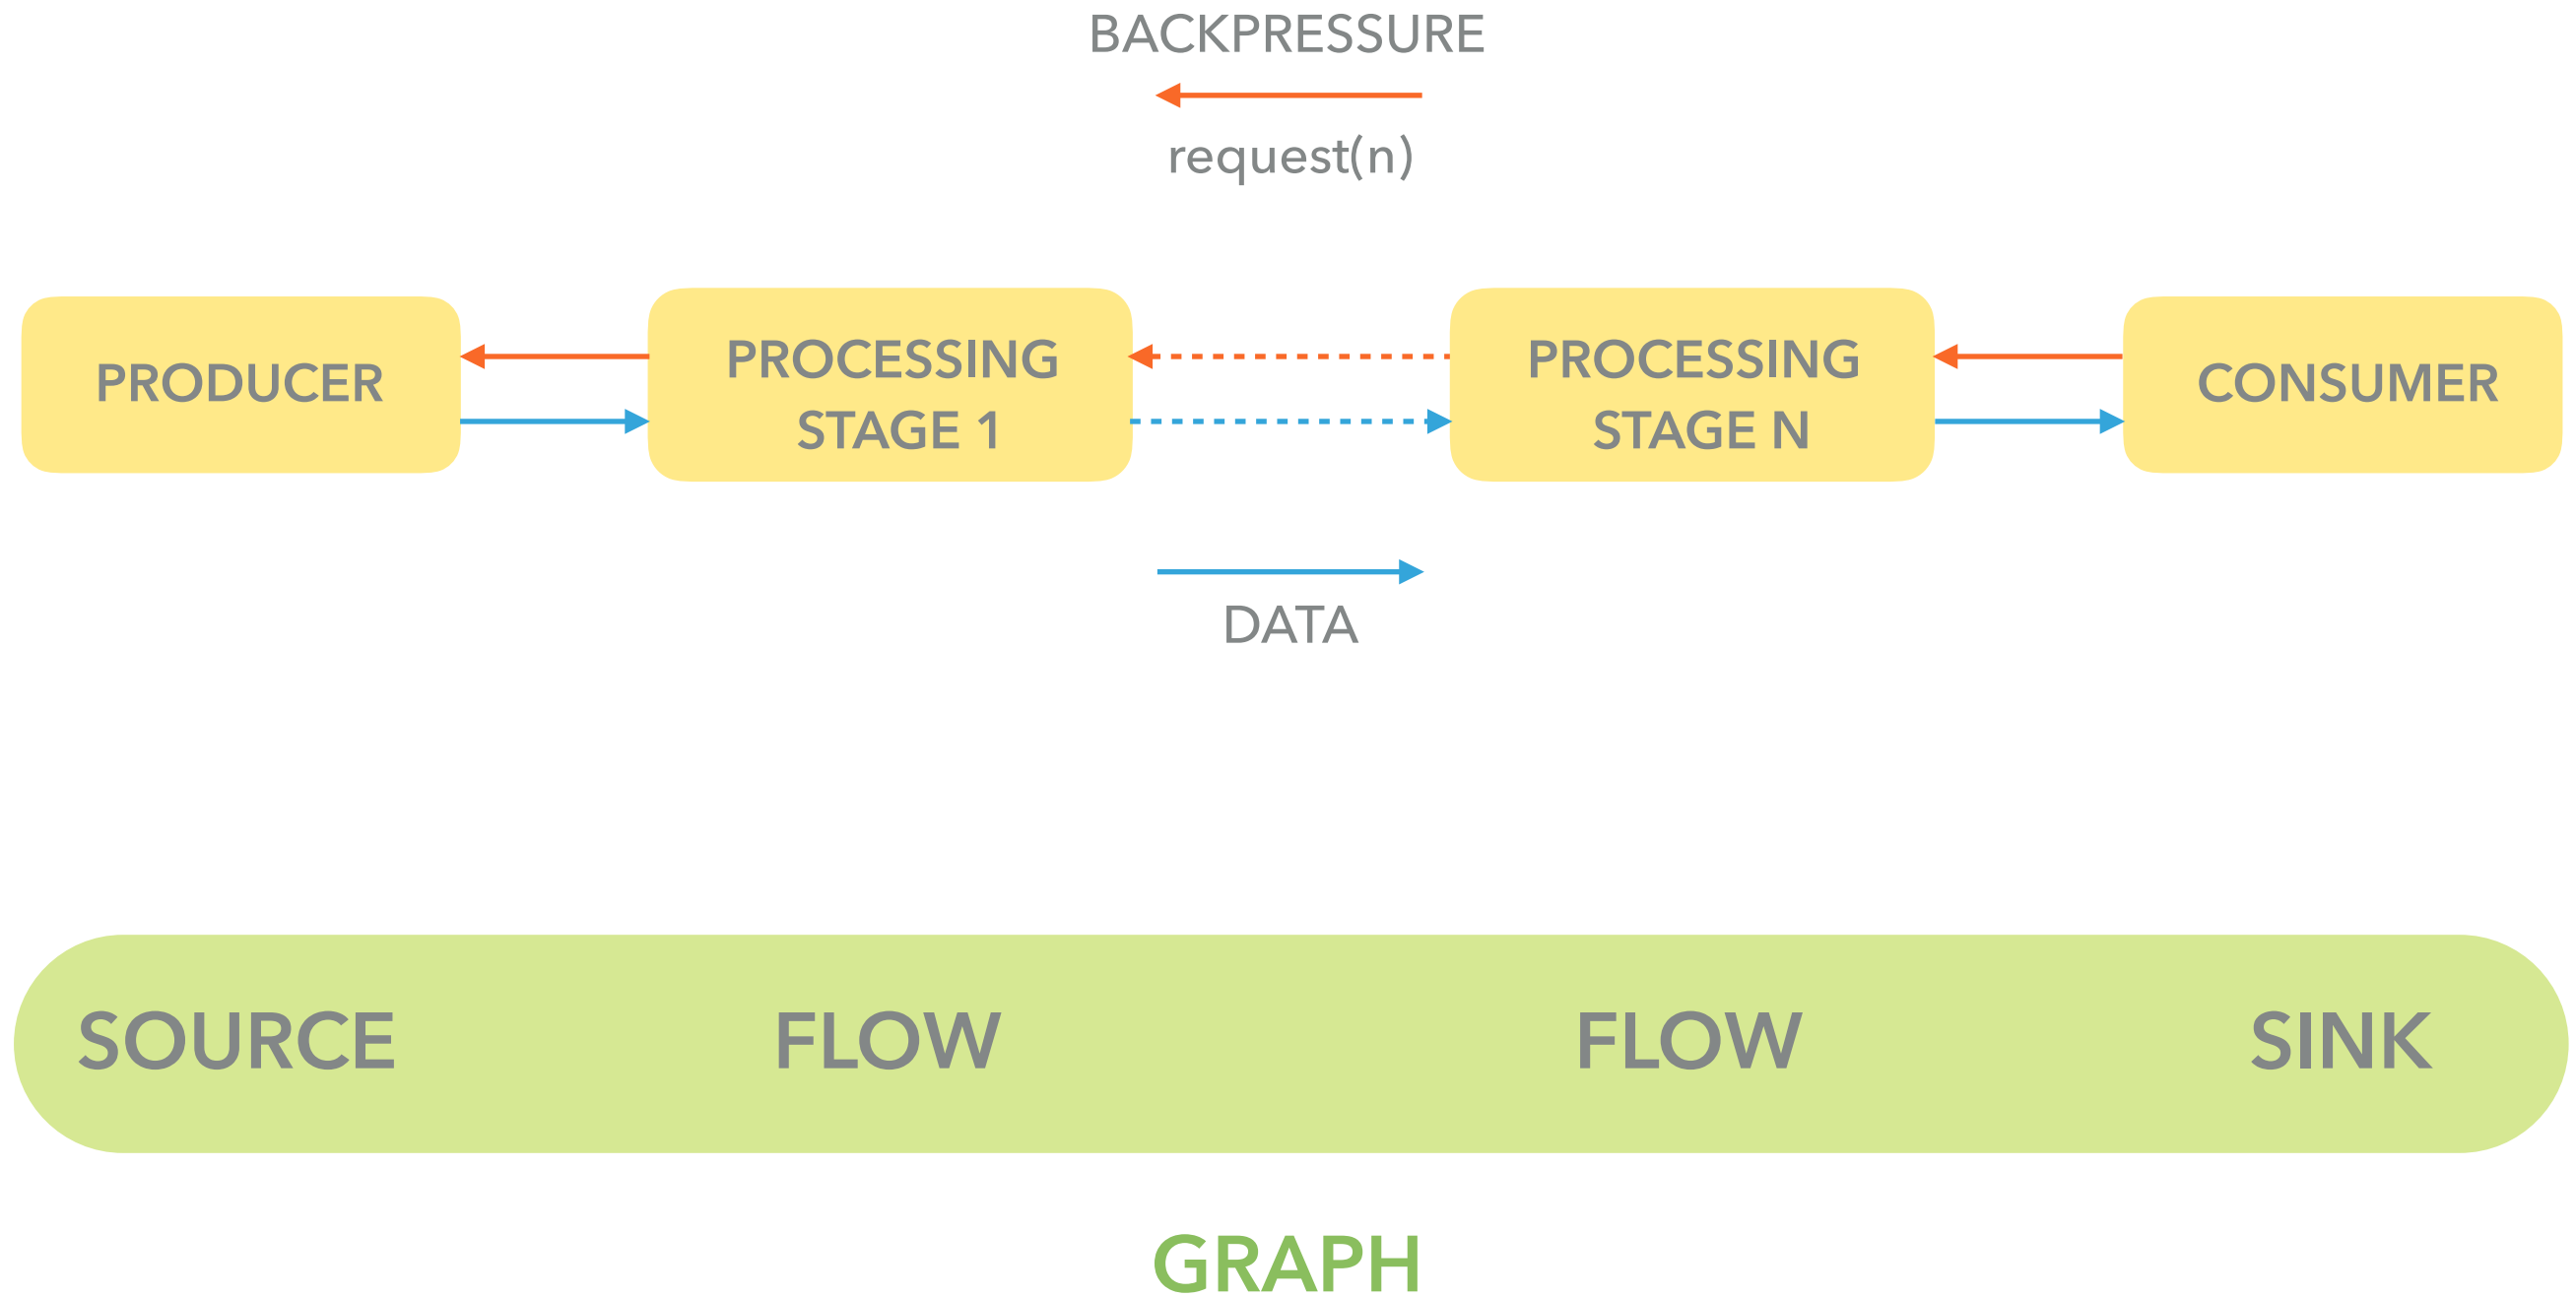 BACKPRESSURE
request(n)
PRODUCER
PROCESSING
STAGE 1
PROCESSING
STAGE N
CONSUMER
DATA
SOURCE
FLOW
FLOW
SINK
GRAPH